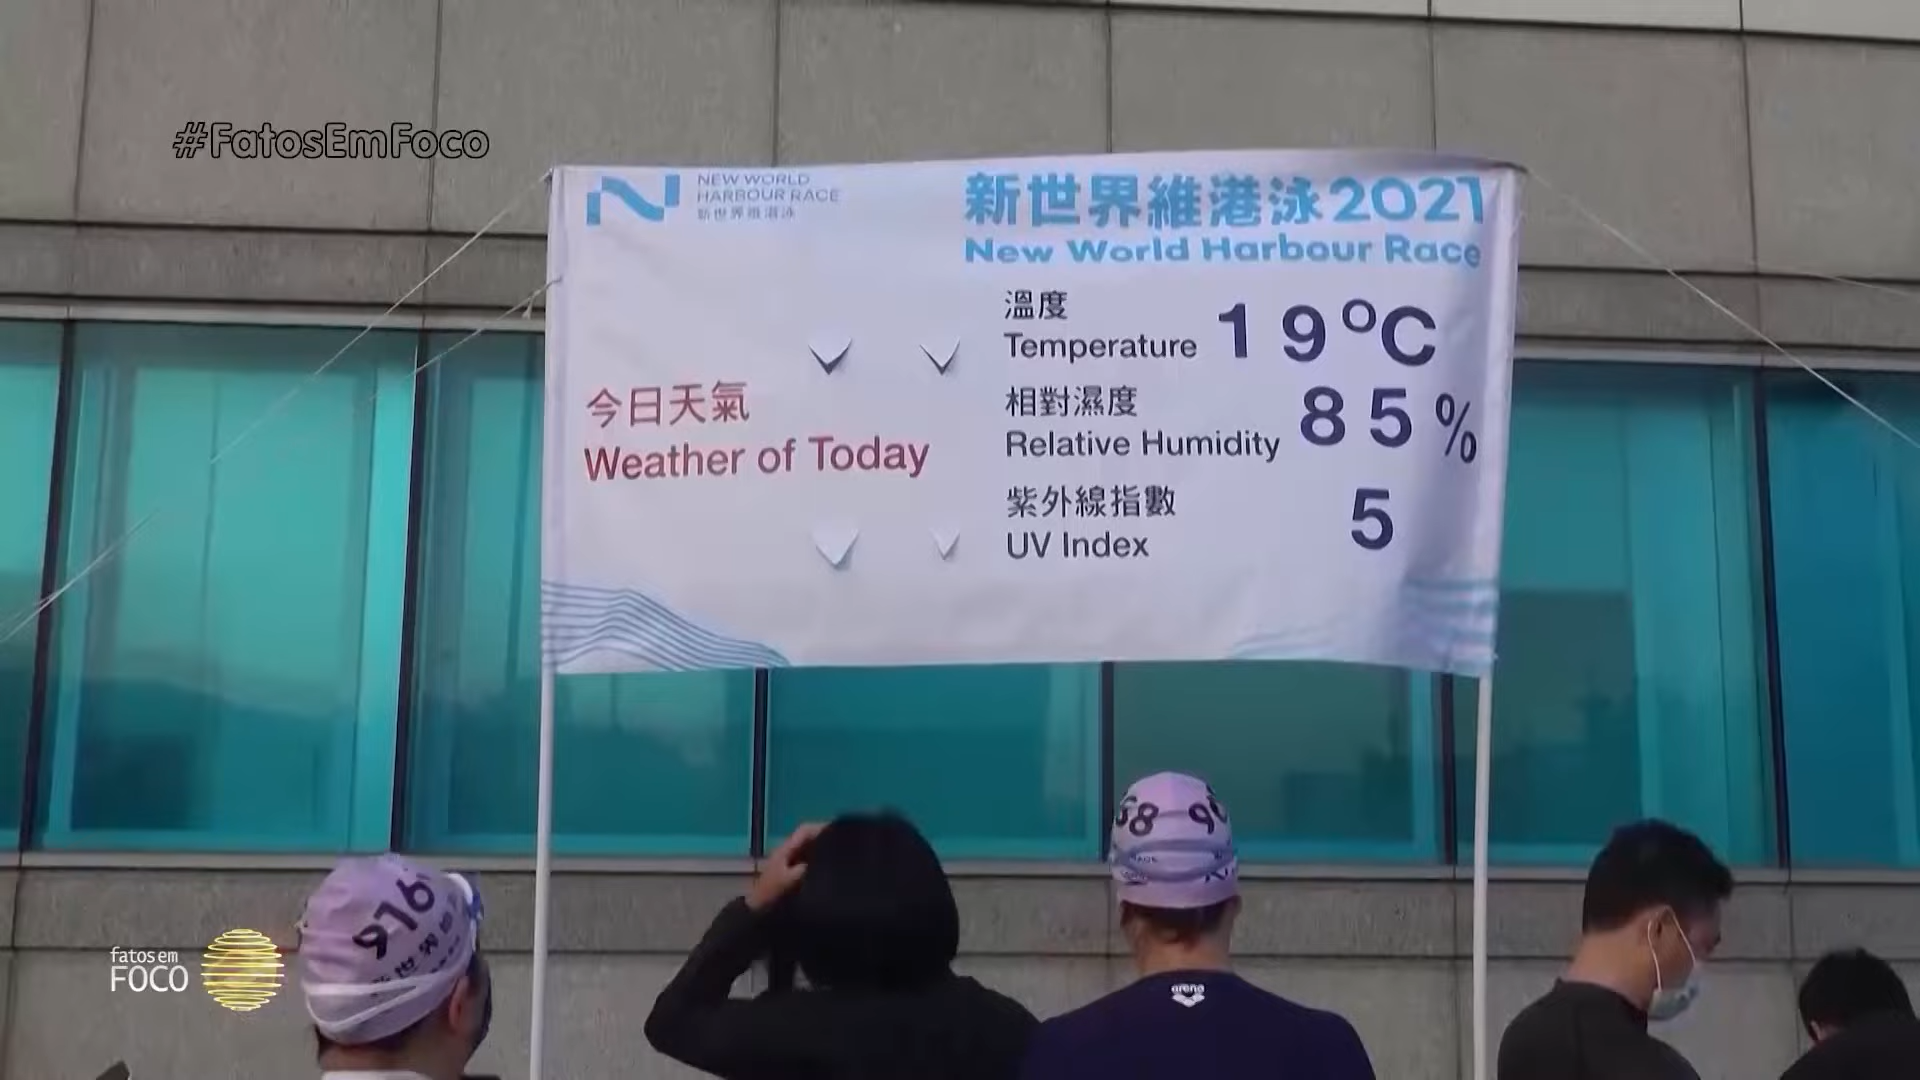 #FatosEmFoco
NEW WORLD
HARBOUR RACE
新世界維港泳
新世界維港泳2021
New World Harbour Race
溫度
Temperature 19°C
今日天氣
Weather of Today
相對濕度
Relative Humidity 85%
紫外線指數
UV Index 5
976
arena
fatos em
FOCO